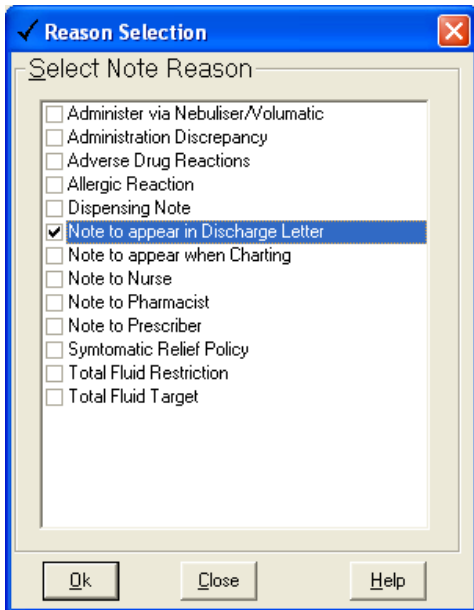 Reason Selection
Select Note Reason
Administer via Nebuliser/Volumatic
Administration Discrepancy
Adverse Drug Reactions
Allergic Reaction
Dispensing Note
Note to appear in Discharge Letter
Note to appear when Charting
Note to Nurse
Note to Pharmacist
Note to Prescriber
Symtomatic Relief Policy
Total Fluid Restriction
Total Fluid Target
Ok Close Help